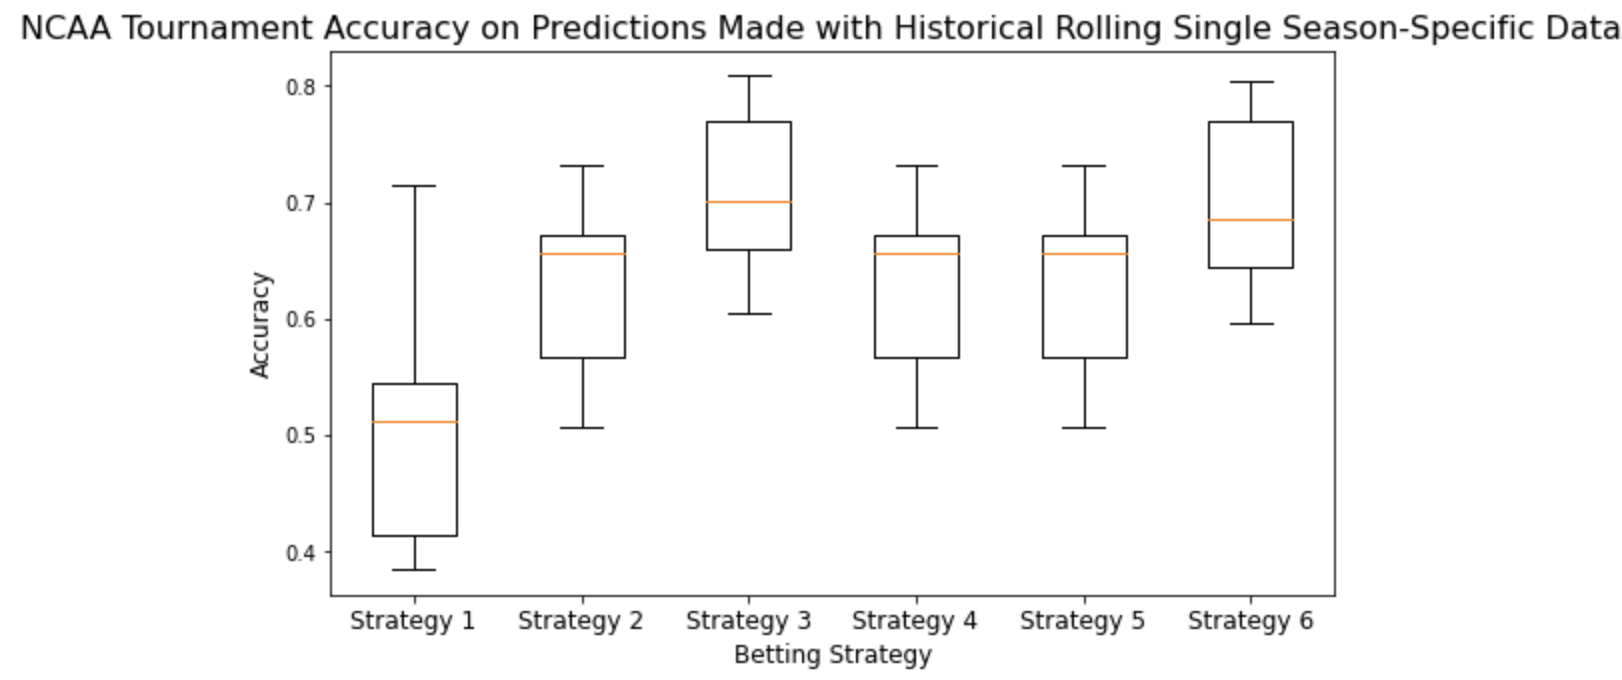 NCAA Tournament Accuracy on Predictions Made with Historical Rolling Single Season-Specific Data
0.8
0.7
0.6
0.5
0.4
Accuracy
Strategy 1 Strategy 2 Strategy 3 Strategy 4 Strategy 5 Strategy 6
Betting Strategy